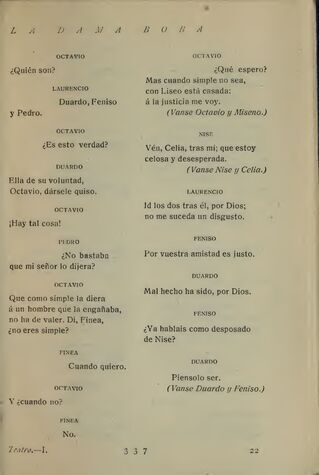 LA DAMA BOBA
OCTAVIO
¿Quién son?
LAURENCIO
Duardo, Feniso
y Pedro.
OCTAVIO
¿Es esto verdad?
DUARDO
Ella de su voluntad,
Octavio, dársele quiso.
OCTAVIO
¡Hay tal cosa!
PEDRO
¿No bastaba
que mi señor lo dijera?
OCTAVIO
Que como simple la diera
á un hombre que la engañaba,
no ha de valer. Di, Finea,
¿no eres simple?
FINEA
Cuando quiero.
OCTAVIO
Y ¿cuando no?
FINEA
No.
OCTAVIO
¿Qué espero?
Mas cuando simple no sea,
con Liseo está casada:
á la justicia me voy.
(Vanse Octavio y Miseno.)
NISE
Vén, Celia, tras mí; que estoy
celosa y desesperada.
(Vanse Nise y Celia.)
LAURENCIO
Id los dos tras él, por Dios;
no me suceda un disgusto.
FENISO
Por vuestra amistad es justo.
DUARDO
Mal hecho ha sido, por Dios.
FENISO
¿Ya hablais como desposado
de Nise?
DUARDO
Piensolo ser.
(Vanse Duardo y Feniso.)
Teatro.—I.
337
22